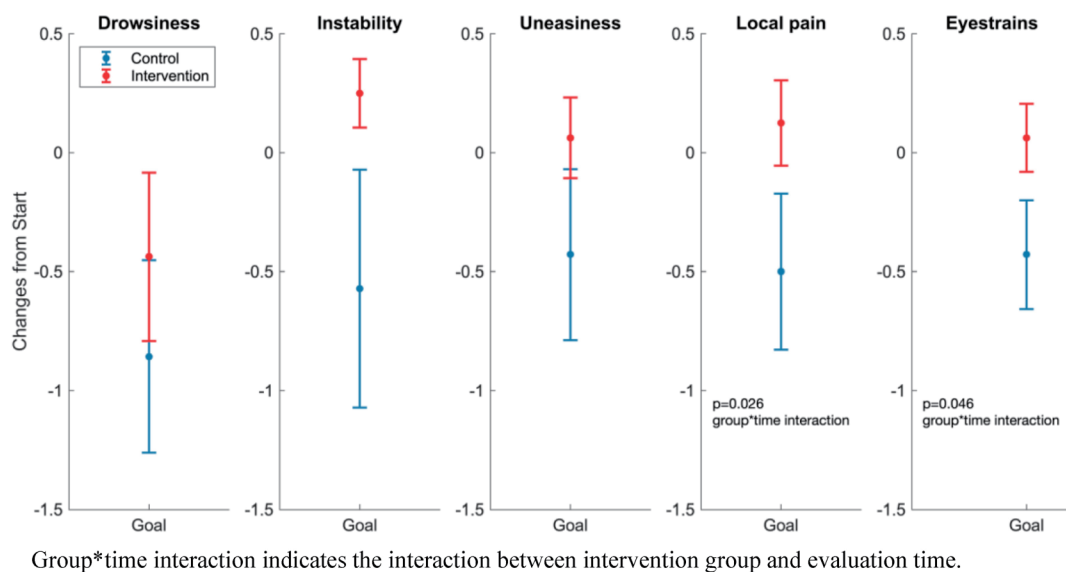 Drowsiness
Instability
Uneasiness
Local pain
Eyestrains
Control
Intervention
Changes from Start
0.5
0
-0.5
-1
-1.5
Goal
0.5
0
-0.5
-1
-1.5
Goal
0.5
0
-0.5
-1
-1.5
Goal
0.5
0
-0.5
-1
p=0.026
group*time interaction
-1.5
Goal
0.5
0
-0.5
-1
p=0.046
group*time interaction
-1.5
Goal
Group*time interaction indicates the interaction between intervention group and evaluation time.